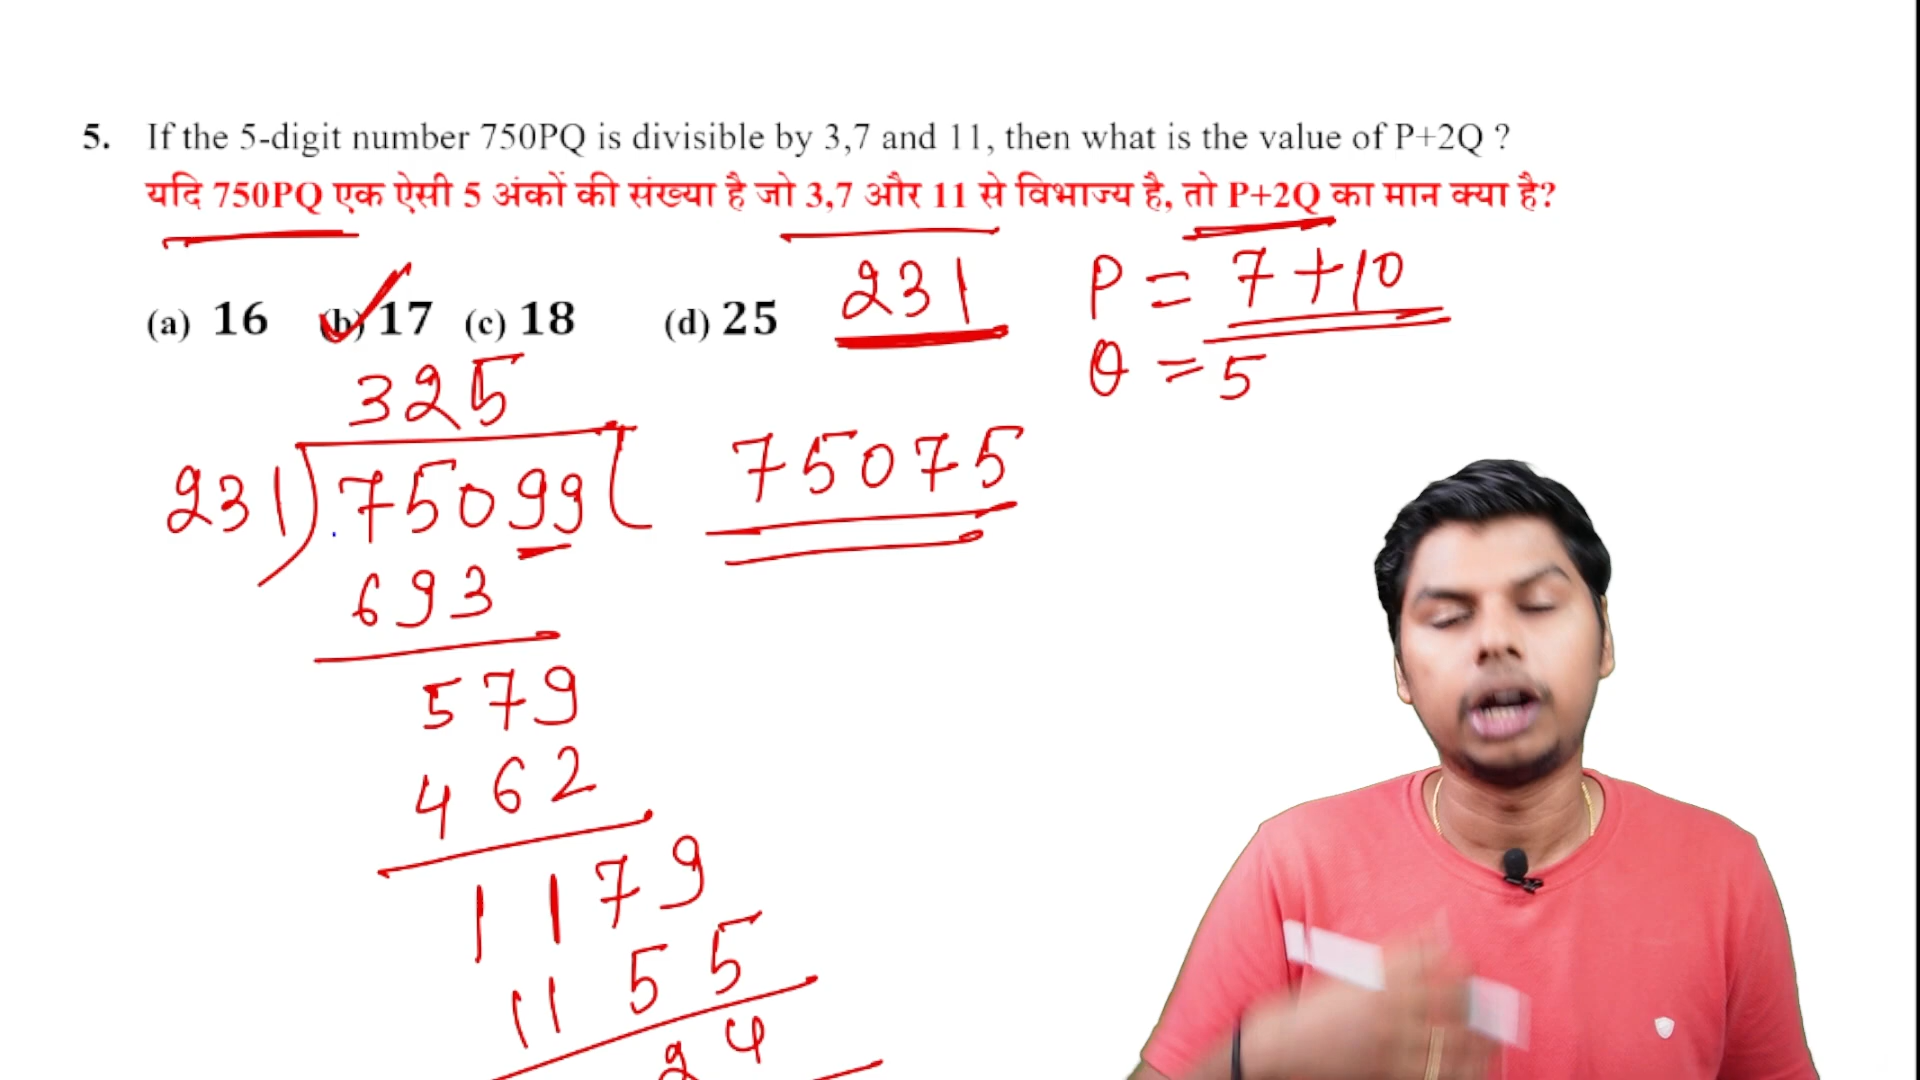 5. If the 5-digit number 750PQ is divisible by 3,7 and 11, then what is the value of P+2Q ?
यदि 750PQ एक ऐसी 5 अंकों की संख्या है जो 3,7 और 11 से विभाज्य है, तो P+2Q का मान क्या है?
(a) 16 (b) 17 (c) 18 (d) 25
231
P = 7+10
Q = 5
325
231)75099(
75075
693
579
462
1179
1155
24